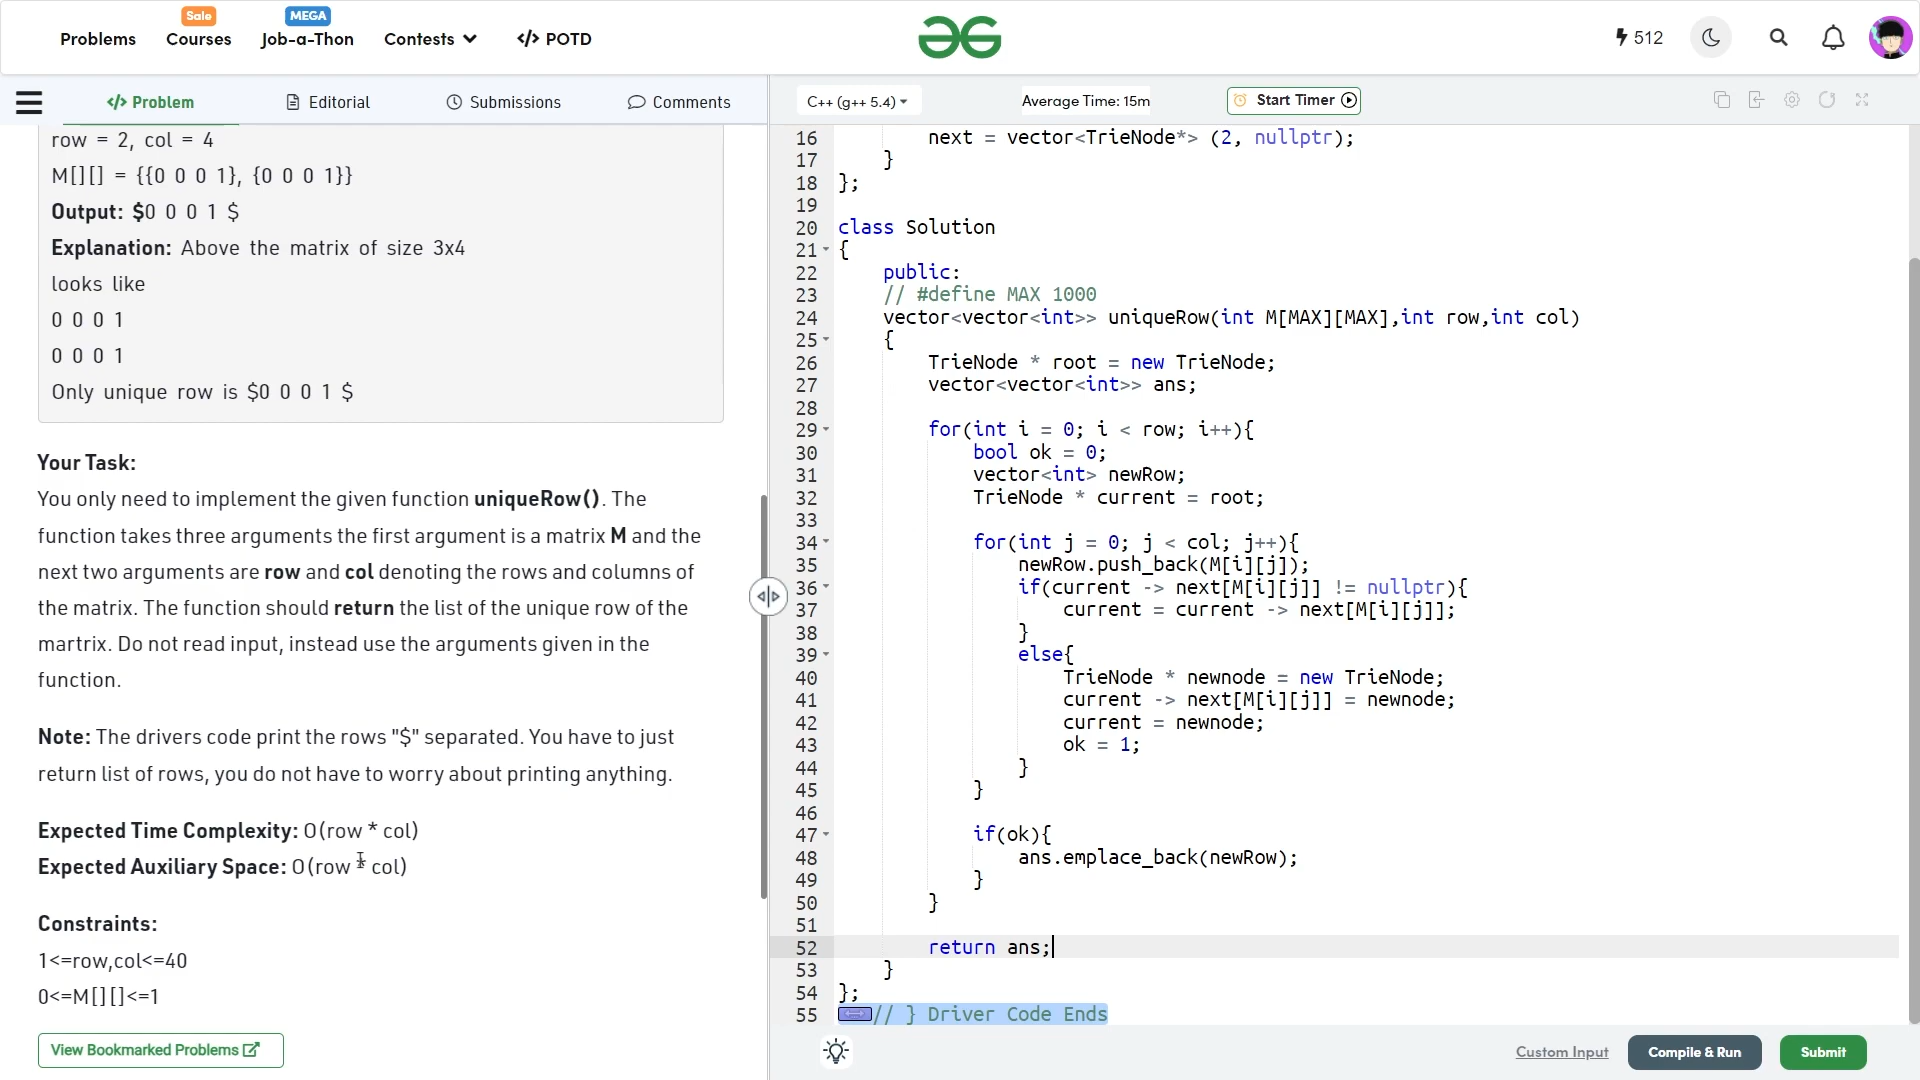 Sale
MEGA
Problems
Courses
Job-a-Thon
Contests
</> POTD
512
</> Problem
Editorial
Submissions
Comments
C++ (g++ 5.4)
Average Time: 15m
Start Timer
row = 2, col = 4
M[][] = {{0 0 0 1}, {0 0 0 1}}
Output: $0 0 0 1 $
Explanation: Above the matrix of size 3x4
looks like
0 0 0 1
0 0 0 1
Only unique row is $0 0 0 1 $
Your Task:
You only need to implement the given function uniqueRow(). The
function takes three arguments the first argument is a matrix M and the
next two arguments are row and col denoting the rows and columns of
the matrix. The function should return the list of the unique row of the
martrix. Do not read input, instead use the arguments given in the
function.
Note: The drivers code print the rows "$" separated. You have to just
return list of rows, you do not have to worry about printing anything.
Expected Time Complexity: O(row * col)
Expected Auxiliary Space: O(row * col)
Constraints:
1<=row,col<=40
0<=M[][]<=1
View Bookmarked Problems
16 next = vector<TrieNode*> (2, nullptr);
17 }
18 };
19
20 class Solution
21 {
22 public:
23 // #define MAX 1000
24 vector<vector<int>> uniqueRow(int M[MAX][MAX],int row,int col)
25 {
26 TrieNode * root = new TrieNode;
27 vector<vector<int>> ans;
28
29 for(int i = 0; i < row; i++){
30 bool ok = 0;
31 vector<int> newRow;
32 TrieNode * current = root;
33
34 for(int j = 0; j < col; j++){
35 newRow.push_back(M[i][j]);
36 if(current -> next[M[i][j]] != nullptr){
37 current = current -> next[M[i][j]];
38 }
39 else{
40 TrieNode * newnode = new TrieNode;
41 current -> next[M[i][j]] = newnode;
42 current = newnode;
43 ok = 1;
44 }
45 }
46
47 if(ok){
48 ans.emplace_back(newRow);
49 }
50 }
51
52 return ans;
53 }
54 };
55 // } Driver Code Ends
Custom Input
Compile & Run
Submit